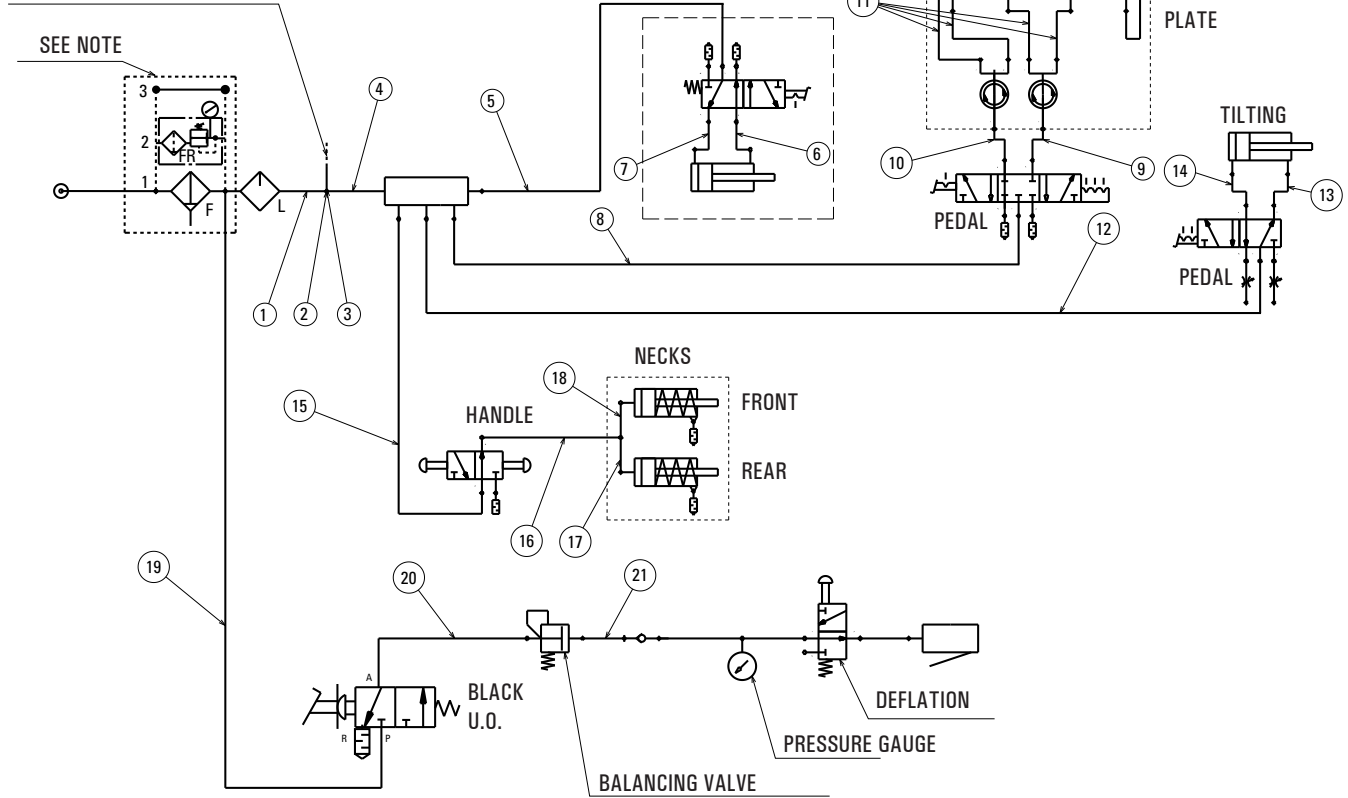 11
PLATE
SEE NOTE
3
4
5
2
FR
7
6
10
9
TILTING
14
13
1
F
L
PEDAL
8
12
PEDAL
1
2
3
NECKS
18
FRONT
15
HANDLE
REAR
16
17
19
20
21
A
BLACK
U.O.
R
P
DEFLATION
PRESSURE GAUGE
BALANCING VALVE